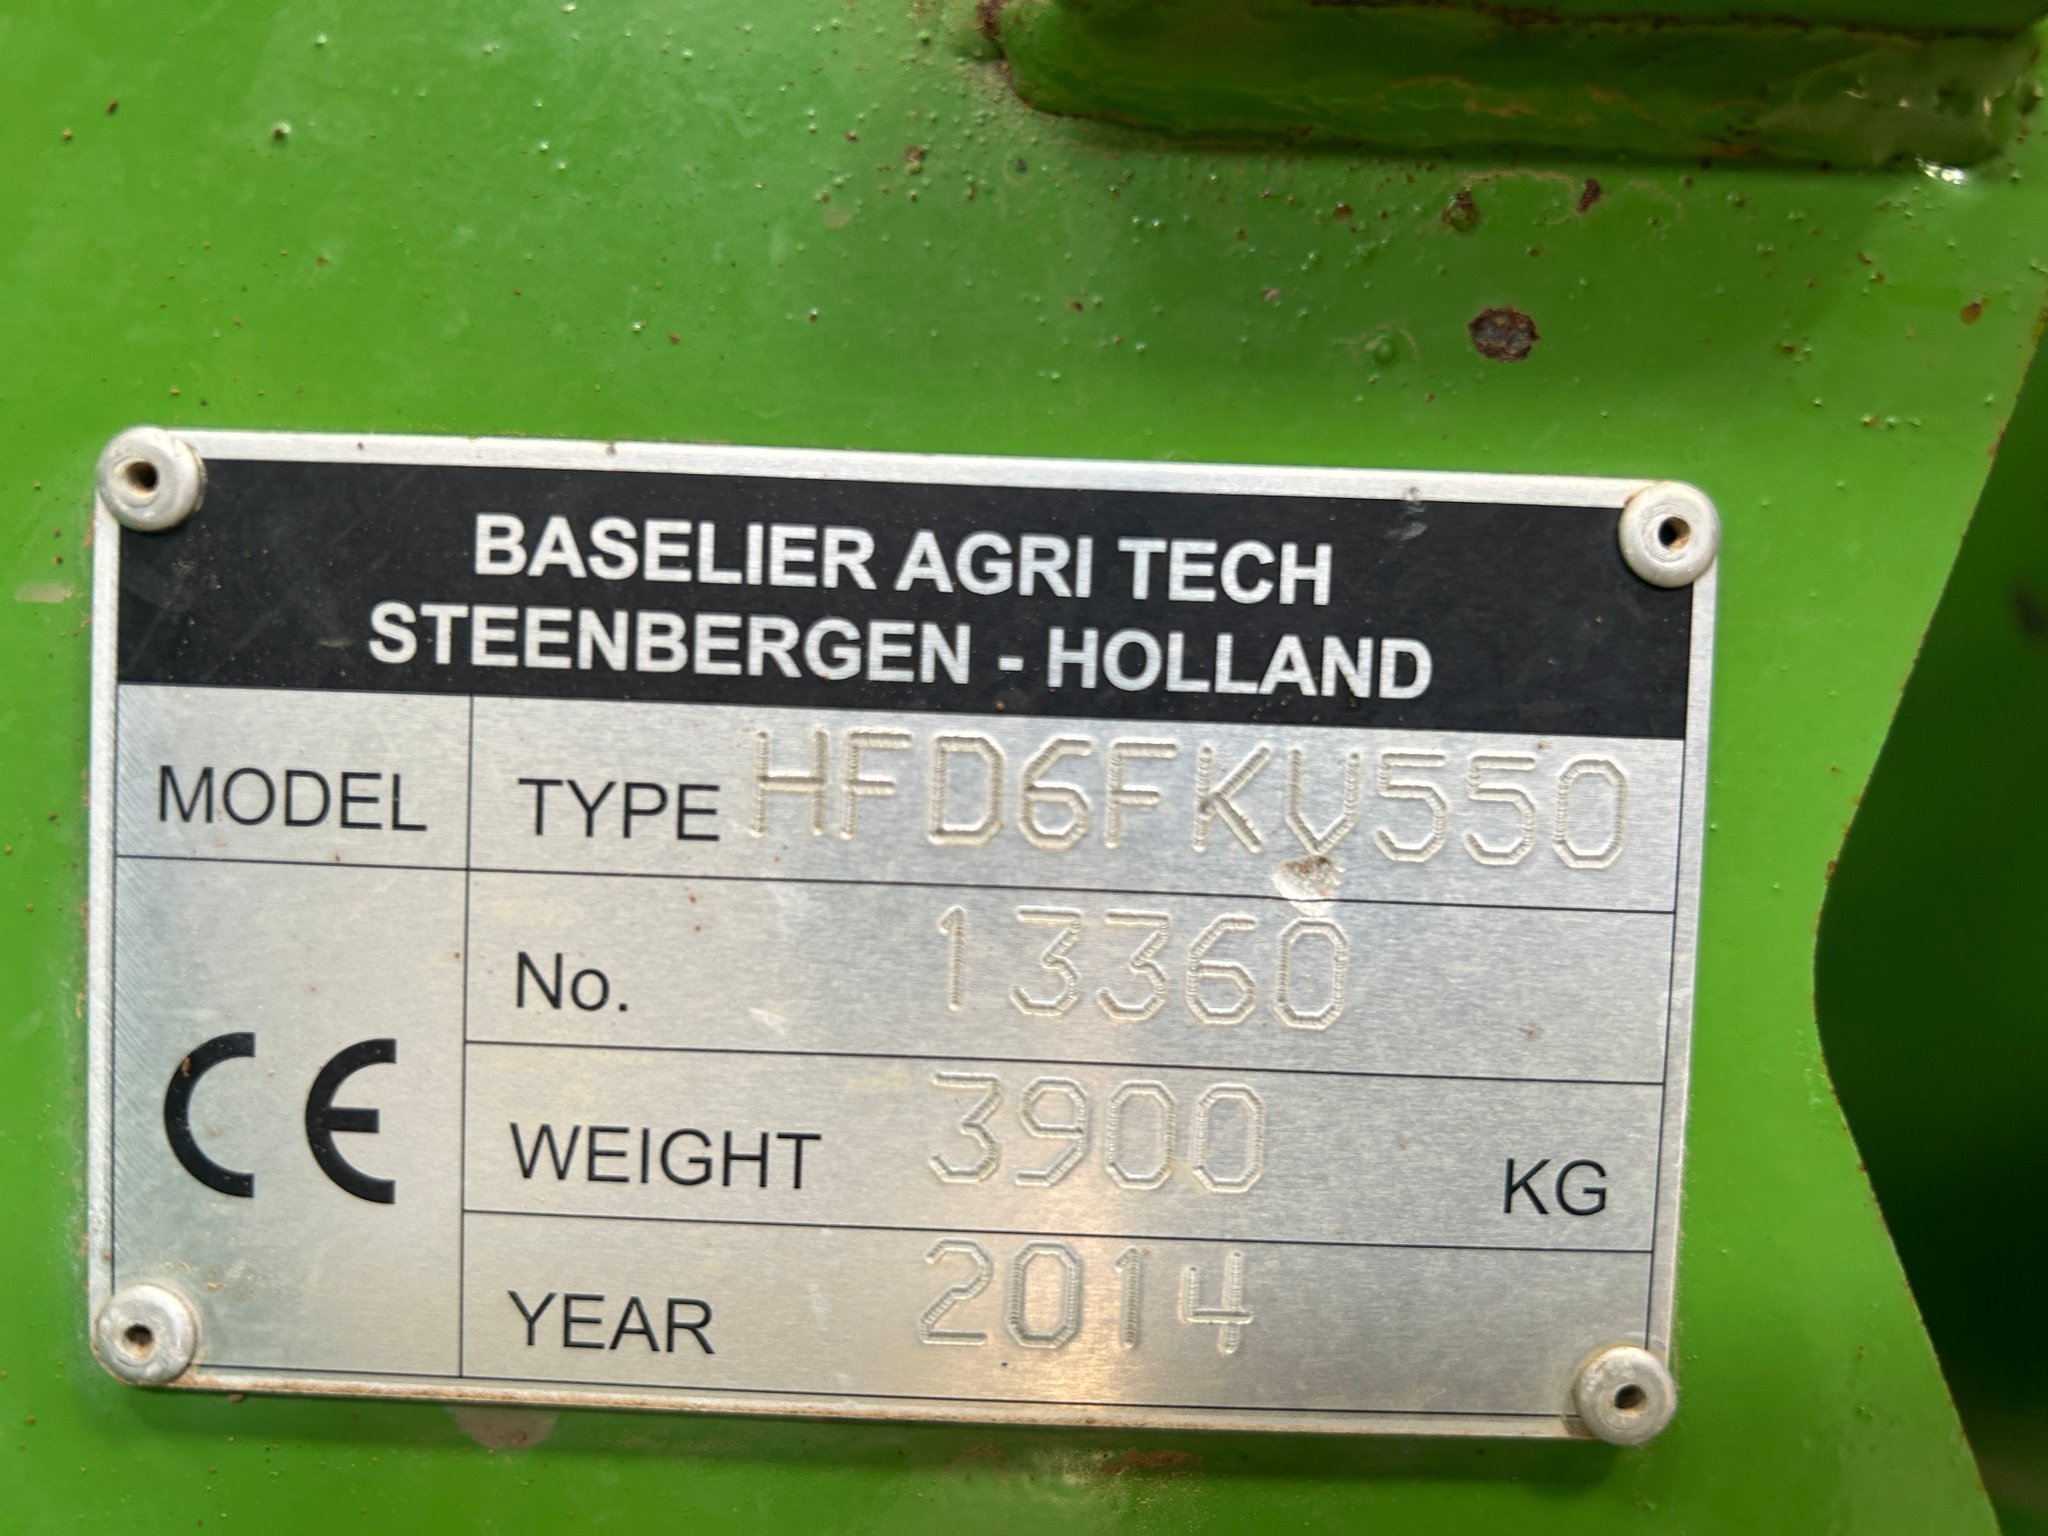 BASELIER AGRI TECH
STEENBERGEN - HOLLAND
MODEL TYPE HFD6FKV550
No. 13360
CE
WEIGHT 3900 KG
YEAR 2014